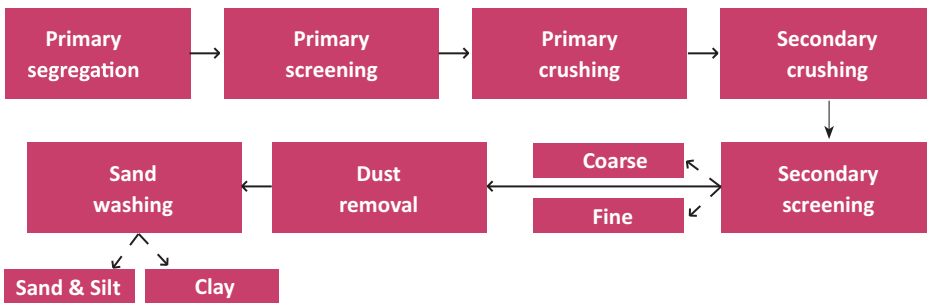 Primary
segregation
Primary
screening
Primary
crushing
Secondary
crushing
Secondary
screening
Coarse
Fine
Dust
removal
Sand
washing
Sand & Silt
Clay